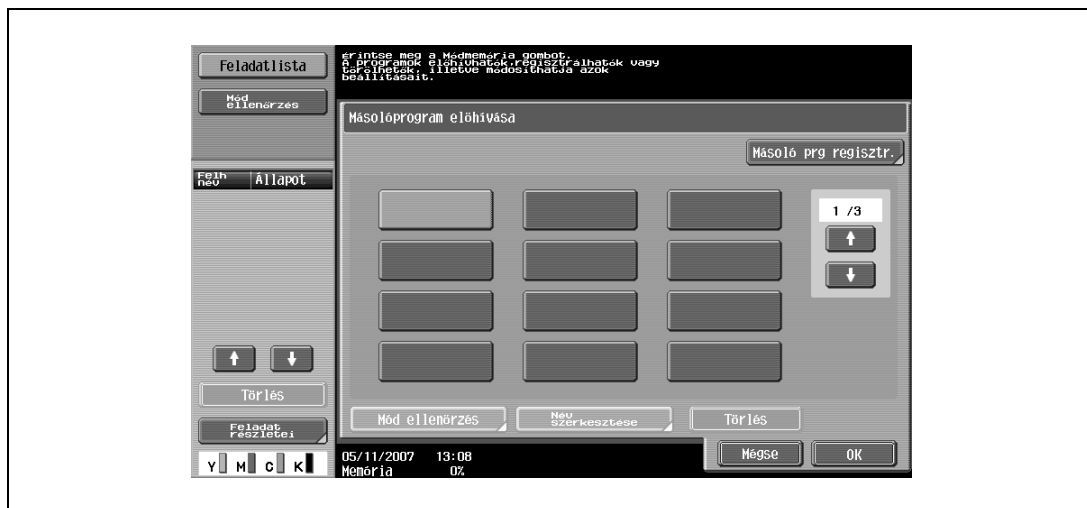 Feladatlista
Mód
ellenőrzés
Felh
név
Állapot
Törlés
Feladat
részletei
Y M C K
érintse meg a Módmemória gombot.
A programok előhívhatók,regisztrálhatók vagy
törölhetők, illetve módosíthatja azok
beállításait.
Másolóprogram előhívása
Másoló prg regisztr.
1 /3
Mód ellenőrzés
Név
szerkesztése
Törlés
05/11/2007 13:08
Memória 0%
Mégse
OK